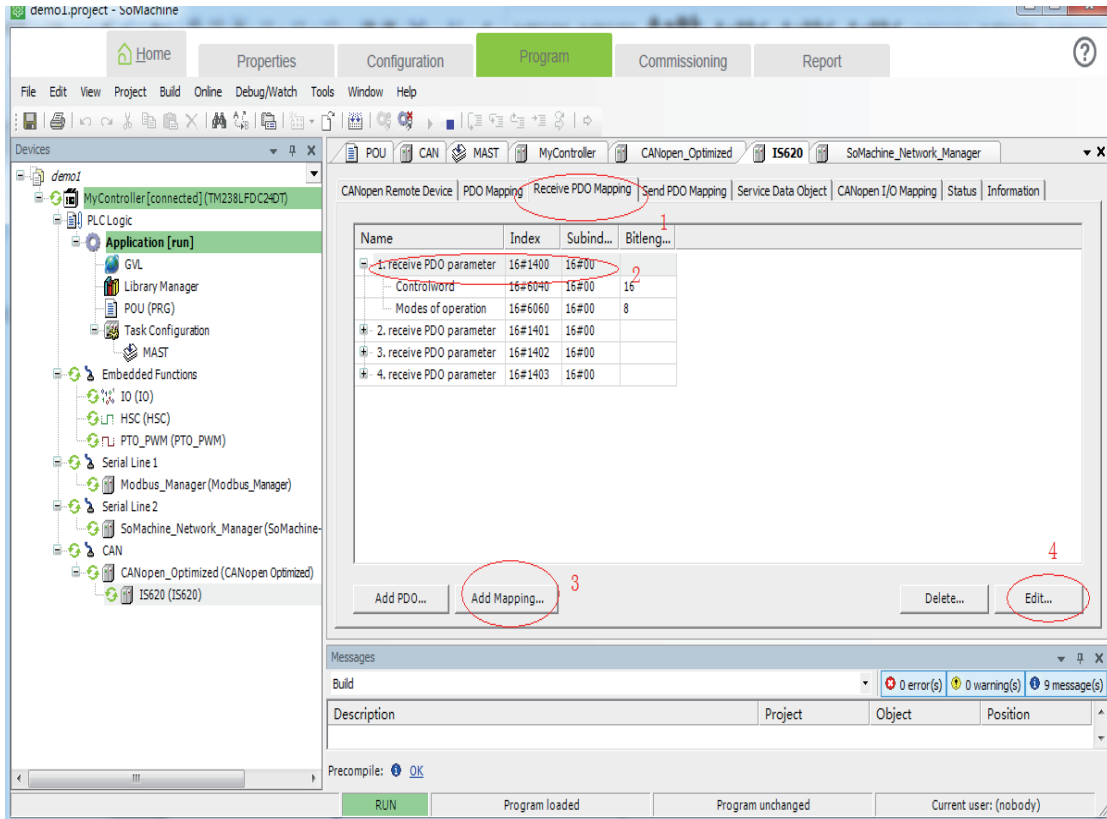 demo1.project - SoMachine
Home
Properties
Configuration
Program
Commissioning
Report
?
File Edit View Project Build Online Debug/Watch Tools Window Help
Devices
POU CAN MAST MyController CANopen_Optimized IS620 SoMachine_Network_Manager
demo1
MyController [connected] (TM238LFDC24DT)
PLC Logic
Application [run]
GVL
Library Manager
POU (PRG)
Task Configuration
MAST
Embedded Functions
IO (IO)
HSC (HSC)
PTO_PWM (PTO_PWM)
Serial Line 1
Modbus_Manager (Modbus_Manager)
Serial Line 2
SoMachine_Network_Manager (SoMachine-
CAN
CANopen_Optimized (CANopen Optimized)
IS620 (IS620)
CANopen Remote Device PDO Mapping Receive PDO Mapping Send PDO Mapping Service Data Object CANopen I/O Mapping Status Information
1
Name Index Subind... Bitleng...
1. receive PDO parameter 16#1400 16#00
2
Controlword 16#6040 16#00 16
Modes of operation 16#6060 16#00 8
2. receive PDO parameter 16#1401 16#00
3. receive PDO parameter 16#1402 16#00
4. receive PDO parameter 16#1403 16#00
3
4
Add PDO... Add Mapping... Delete... Edit...
Messages
Build 0 error(s) 0 warning(s) 9 message(s)
Description Project Object Position
Precompile: OK
RUN Program loaded Program unchanged Current user: (nobody)